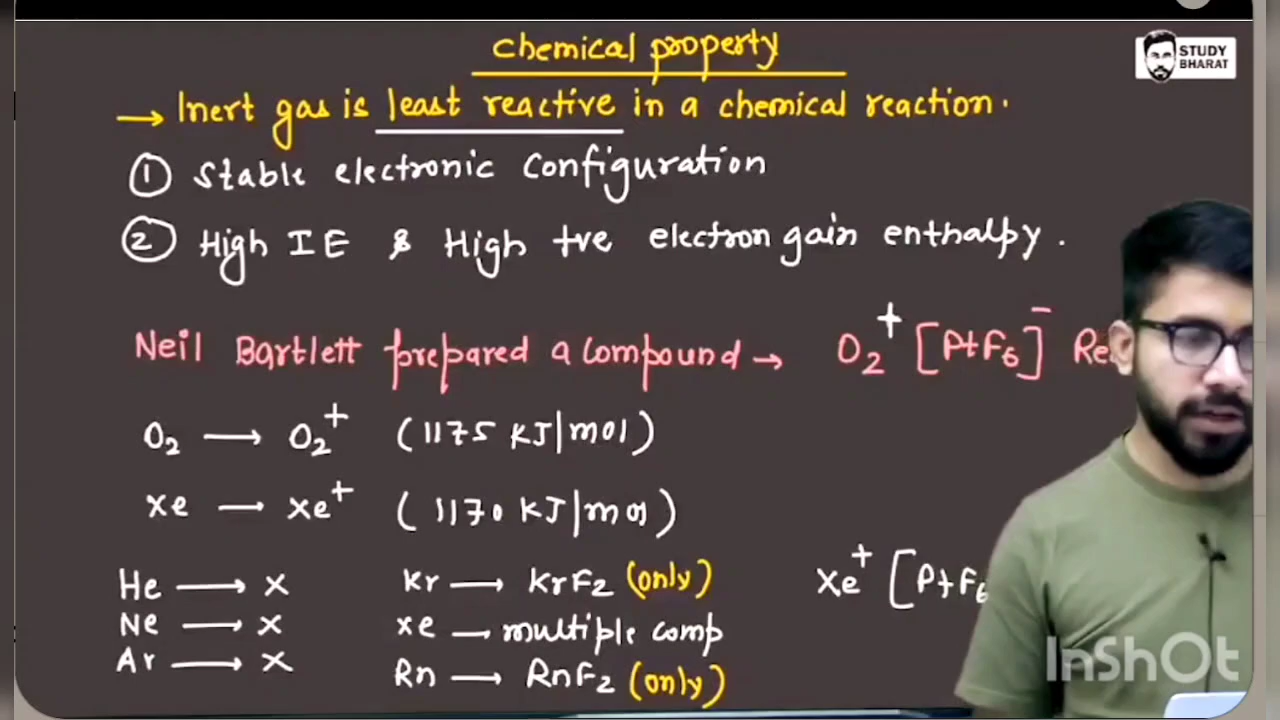 chemical property
STUDY
BHARAT
→ Inert gas is least reactive in a chemical reaction.
① Stable electronic configuration
② High IE & High +ve electron gain enthalpy.
Neil Bartlett prepared a compound → O₂⁺ [PtF₆]⁻
O₂ → O₂⁺ (1175 KJ/mol)
Xe → Xe⁺ (1170 KJ/mol)
Xe⁺ [PtF₆
He → X
Ne → X
Ar → X
Kr → KrF₂ (only)
Xe → multiple comp
Rn → RnF₂ (only)
InShOt